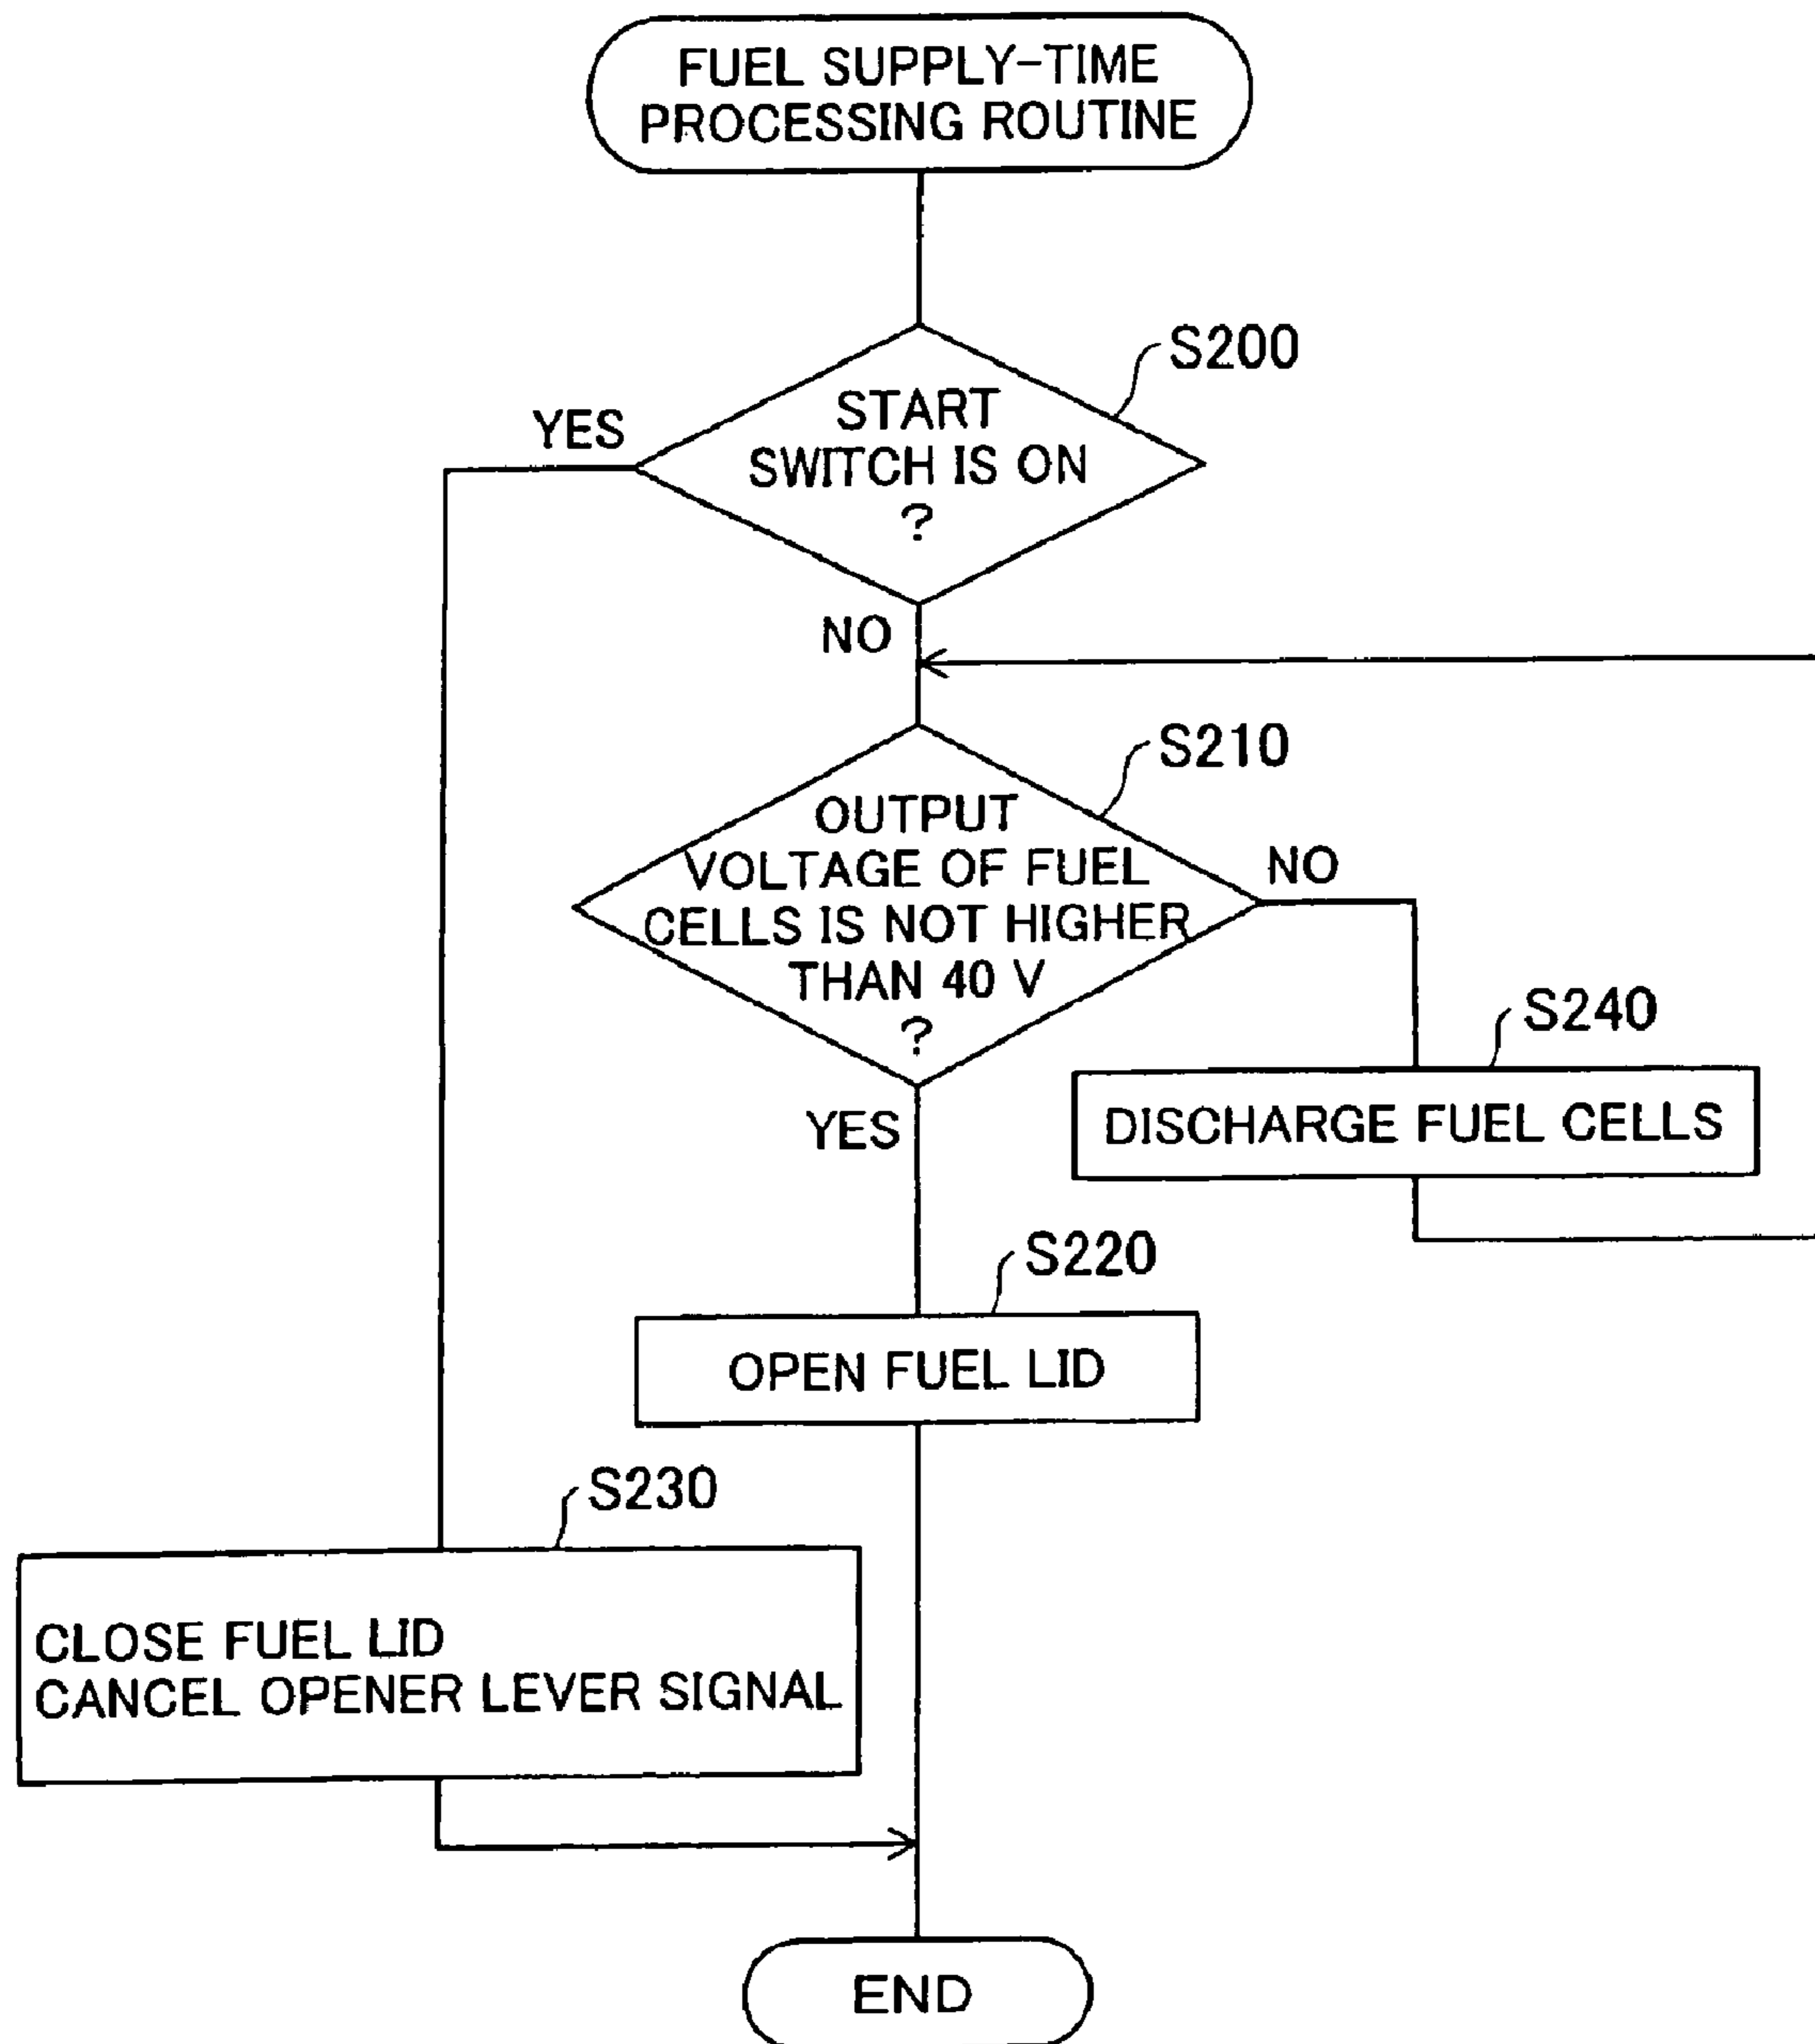 FUEL SUPPLY-TIME
PROCESSING ROUTINE
S200
START
SWITCH IS ON
?
YES
NO
S210
OUTPUT
VOLTAGE OF FUEL
CELLS IS NOT HIGHER
THAN 40 V
?
NO
YES
S240
DISCHARGE FUEL CELLS
S220
OPEN FUEL LID
S230
CLOSE FUEL LID
CANCEL OPENER LEVER SIGNAL
END